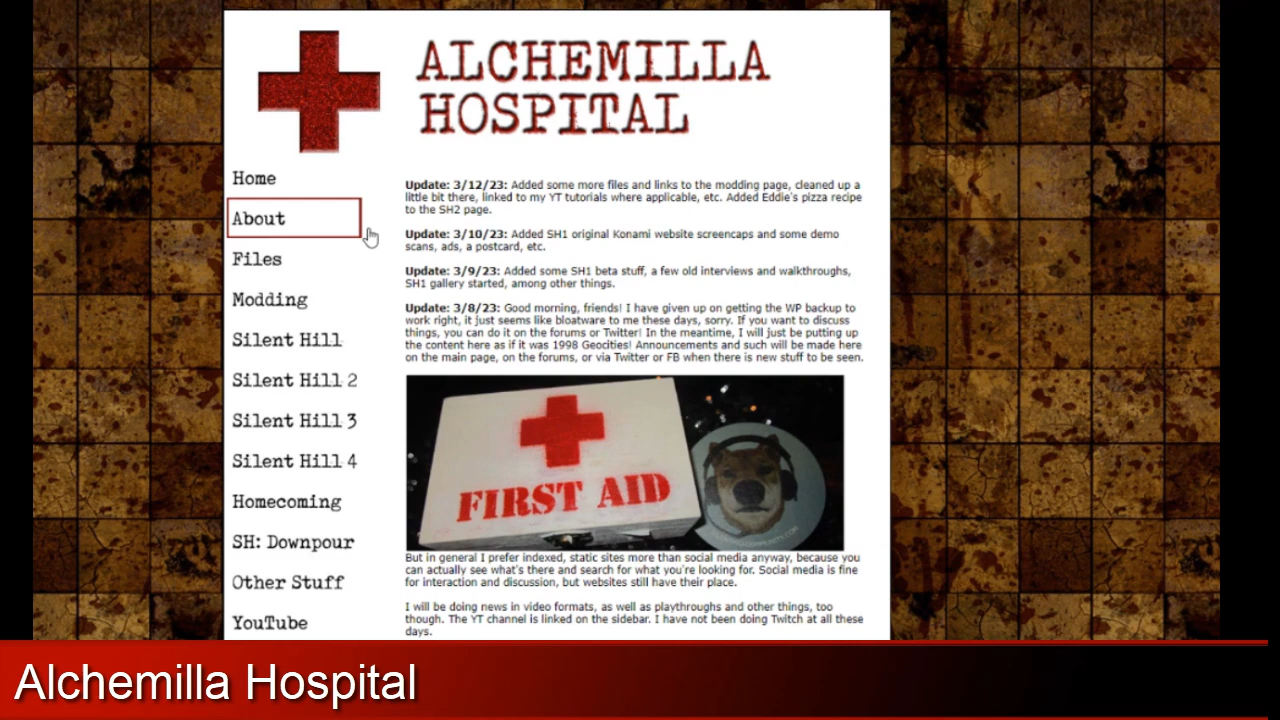 ALCHEMILLA
HOSPITAL
Home
About
Files
Modding
Silent Hill
Silent Hill 2
Silent Hill 3
Silent Hill 4
Homecoming
SH: Downpour
Other Stuff
YouTube
Update: 3/12/23: Added some more files and links to the modding page, cleaned up a
little bit there, linked to my YT tutorials where applicable, etc. Added Eddie's pizza recipe
to the SH2 page.
Update: 3/10/23: Added SH1 original Konami website screencaps and some demo
scans, ads, a postcard, etc.
Update: 3/9/23: Added some SH1 beta stuff, a few old interviews and walkthroughs,
SH1 gallery started, among other things.
Update: 3/8/23: Good morning, friends! I have given up on getting the WP backup to
work right, it just seems like bloatware to me these days, sorry. If you want to discuss
things, you can do it on the forums or Twitter! In the meantime, I will just be putting up
the content here as if it was 1998 Geocities! Announcements and such will be made here
on the main page, on the forums, or via Twitter or FB when there is new stuff to be seen.
FIRST AID
But in general I prefer indexed, static sites more than social media anyway, because you
can actually see what's there and search for what you're looking for. Social media is fine
for interaction and discussion, but websites still have their place.
I will be doing news in video formats, as well as playthroughs and other things, too
though. The YT channel is linked on the sidebar. I have not been doing Twitch at all these
days.
Alchemilla Hospital